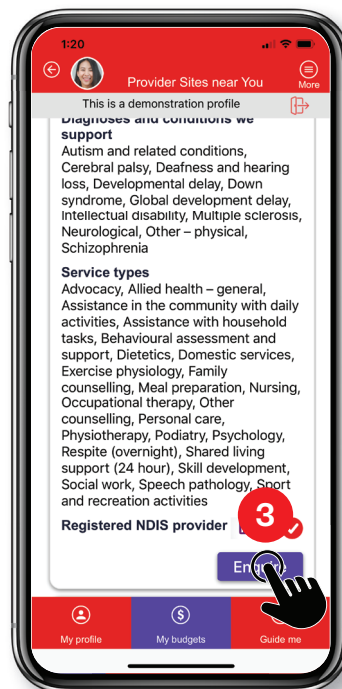 1:20
Provider Sites near You
More
This is a demonstration profile
Diagnoses and conditions we
support
Autism and related conditions,
Cerebral palsy, Deafness and hearing
loss, Developmental delay, Down
syndrome, Global development delay,
Intellectual disability, Multiple sclerosis,
Neurological, Other – physical,
Schizophrenia
Service types
Advocacy, Allied health – general,
Assistance in the community with daily
activities, Assistance with household
tasks, Behavioural assessment and
support, Dietetics, Domestic services,
Exercise physiology, Family
counselling, Meal preparation, Nursing,
Occupational therapy, Other
counselling, Personal care,
Physiotherapy, Podiatry, Psychology,
Respite (overnight), Shared living
support (24 hour), Skill development,
Social work, Speech pathology, Sport
and recreation activities
Registered NDIS provider
3
Enquire
My profile
$
My budgets
Guide me